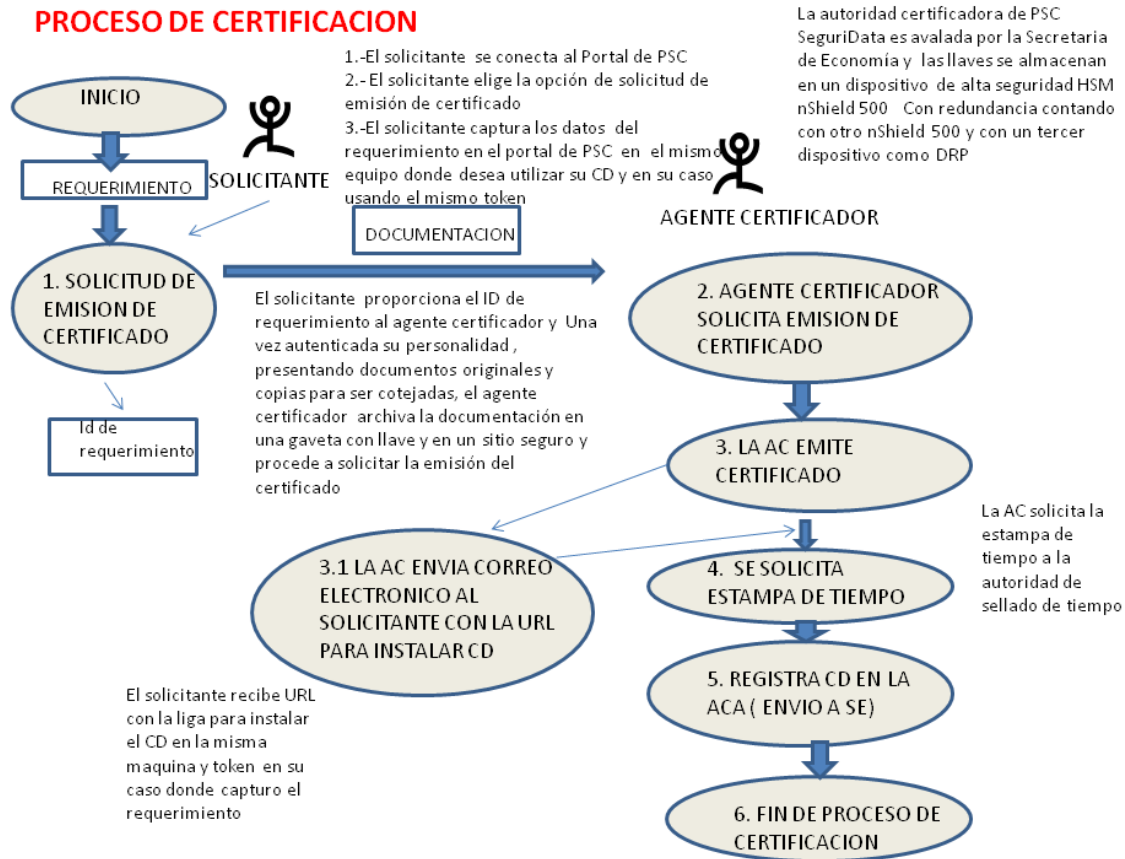 PROCESO DE CERTIFICACION
La autoridad certificadora de PSC
SeguriData es avalada por la Secretaria
de Economía y las llaves se almacenan
en un dispositivo de alta seguridad HSM
nShield 500 Con redundancia contando
con otro nShield 500 y con un tercer
dispositivo como DRP
1.-El solicitante se conecta al Portal de PSC
2.- El solicitante elige la opción de solicitud de
emisión de certificado
3.-El solicitante captura los datos del
requerimiento en el portal de PSC en el mismo
equipo donde desea utilizar su CD y en su caso
usando el mismo token
INICIO
REQUERIMIENTO
SOLICITANTE
DOCUMENTACION
AGENTE CERTIFICADOR
1. SOLICITUD DE
EMISION DE
CERTIFICADO
El solicitante proporciona el ID de
requerimiento al agente certificador y Una
vez autenticada su personalidad ,
presentando documentos originales y
copias para ser cotejadas, el agente
certificador archiva la documentación en
una gaveta con llave y en un sitio seguro y
procede a solicitar la emisión del
certificado
2. AGENTE CERTIFICADOR
SOLICITA EMISION DE
CERTIFICADO
Id de
requerimiento
3. LA AC EMITE
CERTIFICADO
La AC solicita la
estampa de
tiempo a la
autoridad de
sellado de tiempo
3.1 LA AC ENVIA CORREO
ELECTRONICO AL
SOLICITANTE CON LA URL
PARA INSTALAR CD
4. SE SOLICITA
ESTAMPA DE TIEMPO
El solicitante recibe URL
con la liga para instalar
el CD en la misma
maquina y token en su
caso donde capturo el
requerimiento
5. REGISTRA CD EN LA
ACA ( ENVIO A SE)
6. FIN DE PROCESO DE
CERTIFICACION